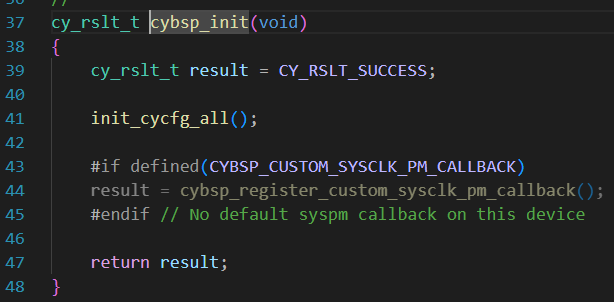 36 //
37 cy_rslt_t cybsp_init(void)
38 {
39     cy_rslt_t result = CY_RSLT_SUCCESS;
40
41     init_cycfg_all();
42
43     #if defined(CYBSP_CUSTOM_SYSCLK_PM_CALLBACK)
44     result = cybsp_register_custom_sysclk_pm_callback();
45     #endif // No default syspm callback on this device
46
47     return result;
48 }